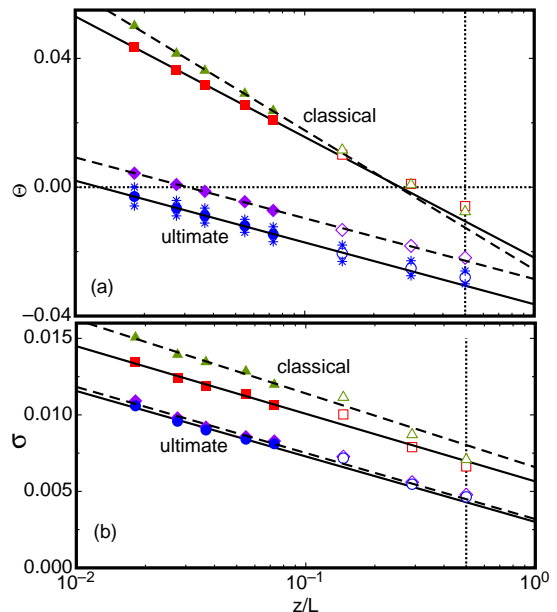 0.04
classical
0.00
Θ
ultimate
(a)
−0.04
0.015
classical
0.010
σ
ultimate
0.005
(b)
0.000
10⁻² 10⁻¹ 10⁰
z/L